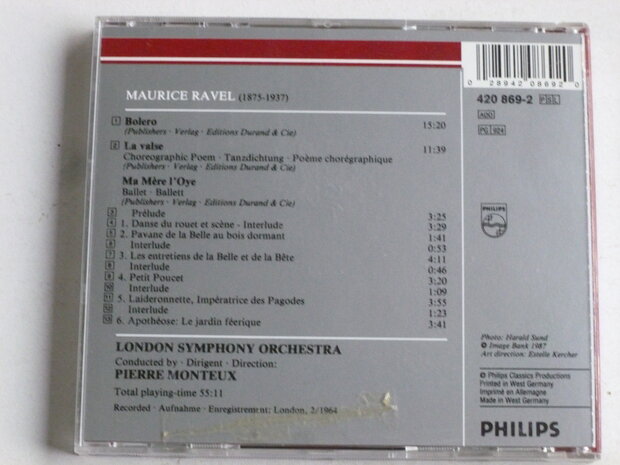 MAURICE RAVEL (1875-1937)
1 Bolero 15:20
(Publishers · Verlag · Editions Durand & Cie)
2 La valse 11:39
Choreographic Poem · Tanzdichtung · Poème chorégraphique
(Publishers · Verlag · Editions Durand & Cie)
Ma Mère l'Oye
Ballet · Ballett
(Publishers · Verlag · Editions Durand & Cie)
3 Prélude 3:25
4 1. Danse du rouet et scène - Interlude 3:29
5 2. Pavane de la Belle au bois dormant 1:41
6 Interlude 0:53
7 3. Les entretiens de la Belle et de la Bête 4:11
8 Interlude 0:46
9 4. Petit Poucet 3:20
10 Interlude 1:09
11 5. Laideronnette, Impératrice des Pagodes 3:55
12 Interlude 1:23
13 6. Apothéose: Le jardin féerique 3:41
LONDON SYMPHONY ORCHESTRA
Conducted by · Dirigent · Direction:
PIERRE MONTEUX
Total playing-time 55:11
Recorded · Aufnahme · Enregistrement: London, 2/1964
0 28942 08692 0
420 869-2 PSL
ADD
PG 924
PHILIPS
Photo: Harald Sund
© Image Bank 1987
Art direction: Estelle Kercher
℗ Philips Classics Productions
Printed in West Germany
Imprimé en Allemagne
Made in West Germany
PHILIPS